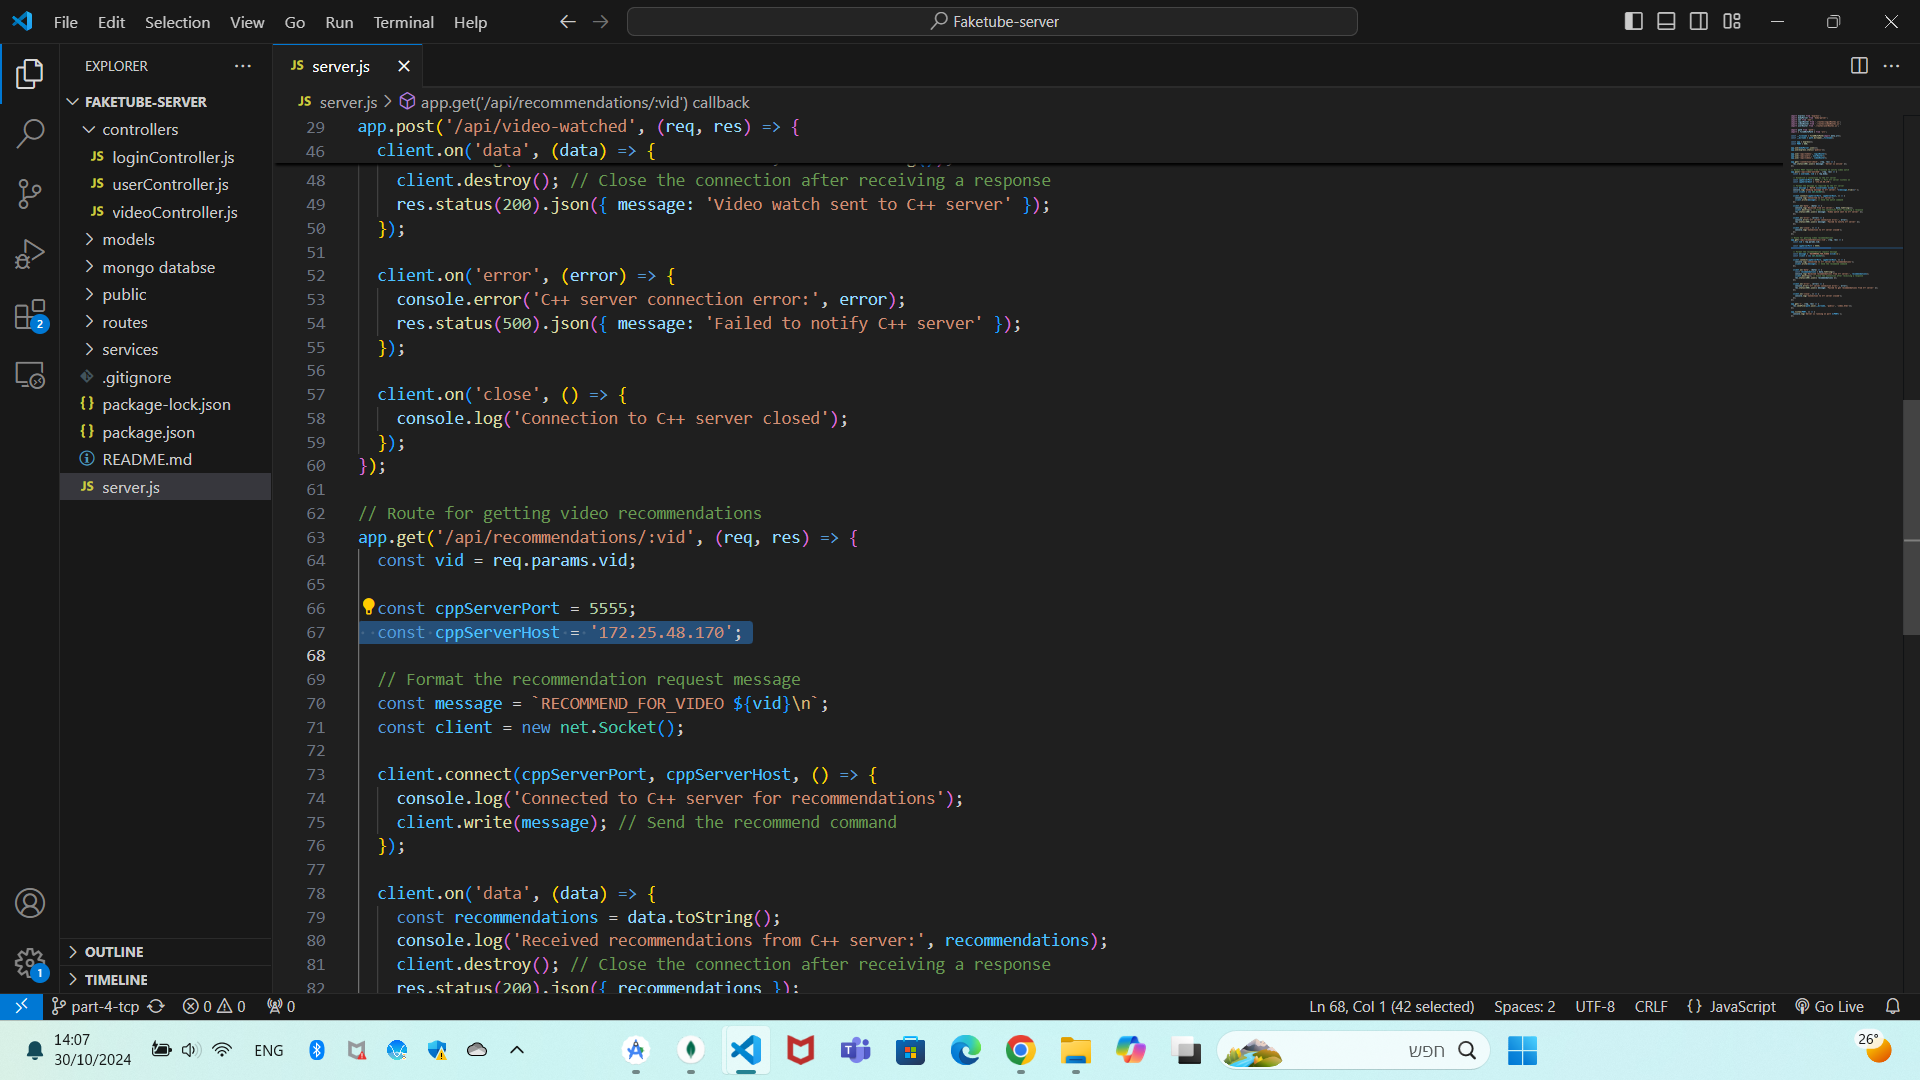 File Edit Selection View Go Run Terminal Help
Faketube-server
EXPLORER
FAKETUBE-SERVER
controllers
JS loginController.js
JS userController.js
JS videoController.js
models
mongo databse
public
routes
services
.gitignore
{} package-lock.json
{} package.json
README.md
JS server.js
OUTLINE
TIMELINE
2
1
JS server.js
JS server.js > app.get('/api/recommendations/:vid') callback
29 app.post('/api/video-watched', (req, res) => {
46 client.on('data', (data) => {
48 client.destroy(); // Close the connection after receiving a response
49 res.status(200).json({ message: 'Video watch sent to C++ server' });
50 });
51
52 client.on('error', (error) => {
53 console.error('C++ server connection error:', error);
54 res.status(500).json({ message: 'Failed to notify C++ server' });
55 });
56
57 client.on('close', () => {
58 console.log('Connection to C++ server closed');
59 });
60 });
61
62 // Route for getting video recommendations
63 app.get('/api/recommendations/:vid', (req, res) => {
64 const vid = req.params.vid;
65
66 const cppServerPort = 5555;
67 const cppServerHost = '172.25.48.170';
68
69 // Format the recommendation request message
70 const message = `RECOMMEND_FOR_VIDEO ${vid}\n`;
71 const client = new net.Socket();
72
73 client.connect(cppServerPort, cppServerHost, () => {
74 console.log('Connected to C++ server for recommendations');
75 client.write(message); // Send the recommend command
76 });
77
78 client.on('data', (data) => {
79 const recommendations = data.toString();
80 console.log('Received recommendations from C++ server:', recommendations);
81 client.destroy(); // Close the connection after receiving a response
82 res.status(200).json({ recommendations });
part-4-tcp 0 0 0
Ln 68, Col 1 (42 selected) Spaces: 2 UTF-8 CRLF {} JavaScript Go Live
14:07
30/10/2024
ENG
חפש
26°